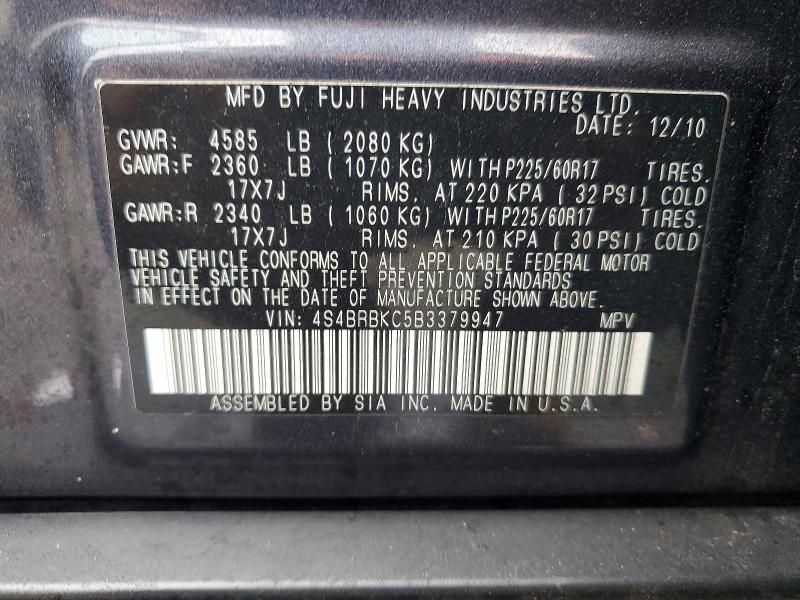 MFD BY FUJI HEAVY INDUSTRIES LTD.
DATE: 12/10
GVWR: 4585 LB (2080 KG)
GAWR:F 2360 LB (1070 KG) WITH P225/60R17 TIRES.
17X7J RIMS. AT 220 KPA (32 PSI) COLD
GAWR:R 2340 LB (1060 KG) WITH P225/60R17 TIRES.
17X7J RIMS. AT 210 KPA (30 PSI) COLD
THIS VEHICLE CONFORMS TO ALL APPLICABLE FEDERAL MOTOR
VEHICLE SAFETY AND THEFT PREVENTION STANDARDS
IN EFFECT ON THE DATE OF MANUFACTURE SHOWN ABOVE.
VIN: 4S4BRBKC5B3379947 MPV
ASSEMBLED BY SIA INC. MADE IN U.S.A.